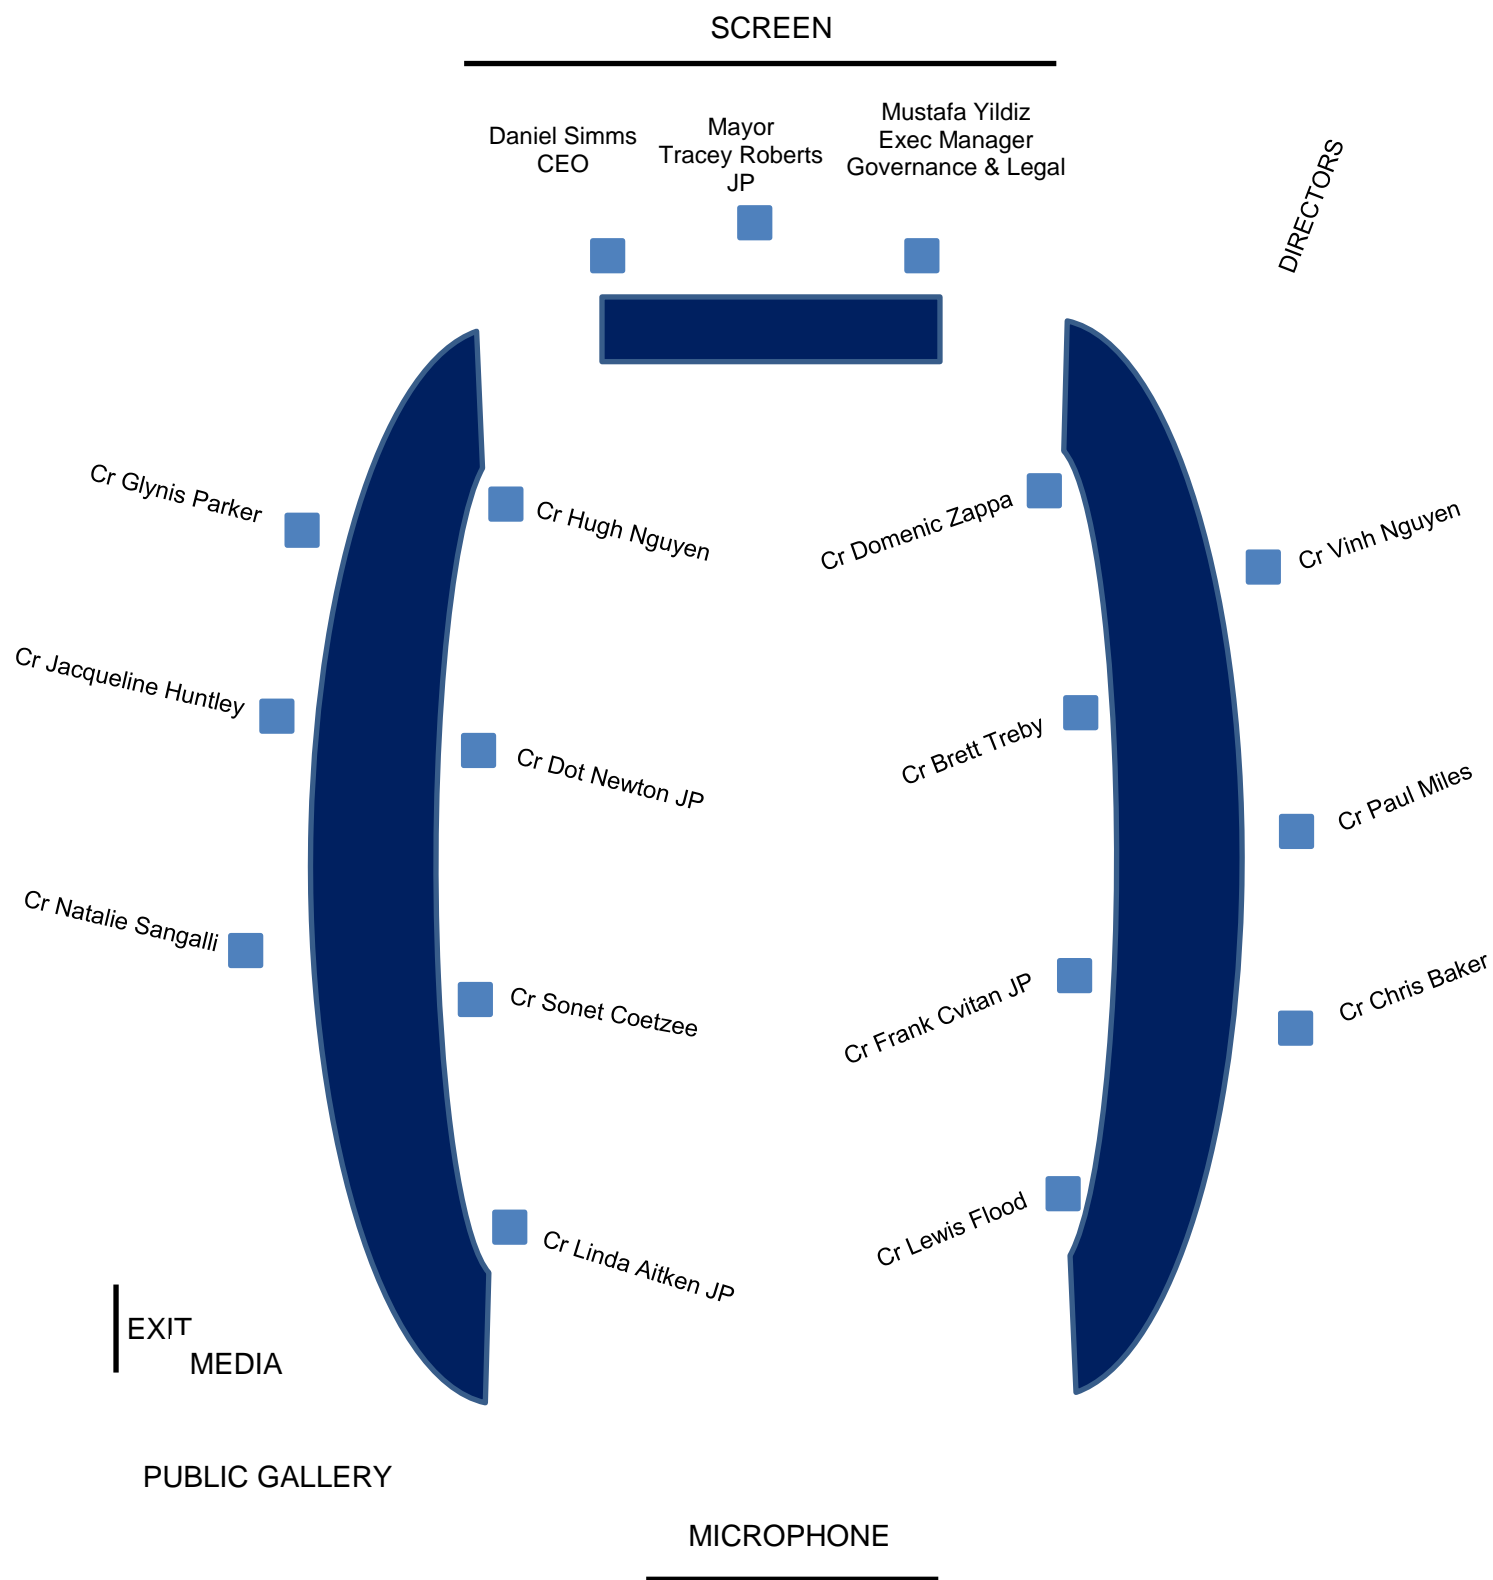 SCREEN
Daniel Simms
CEO
Mayor
Tracey Roberts
JP
Mustafa Yildiz
Exec Manager
Governance & Legal
DIRECTORS
Cr Glynis Parker
Cr Hugh Nguyen
Cr Domenic Zappa
Cr Vinh Nguyen
Cr Jacqueline Huntley
Cr Dot Newton JP
Cr Brett Treby
Cr Paul Miles
Cr Natalie Sangalli
Cr Sonet Coetzee
Cr Frank Cvitan JP
Cr Chris Baker
Cr Linda Aitken JP
Cr Lewis Flood
EXIT
MEDIA
PUBLIC GALLERY
MICROPHONE